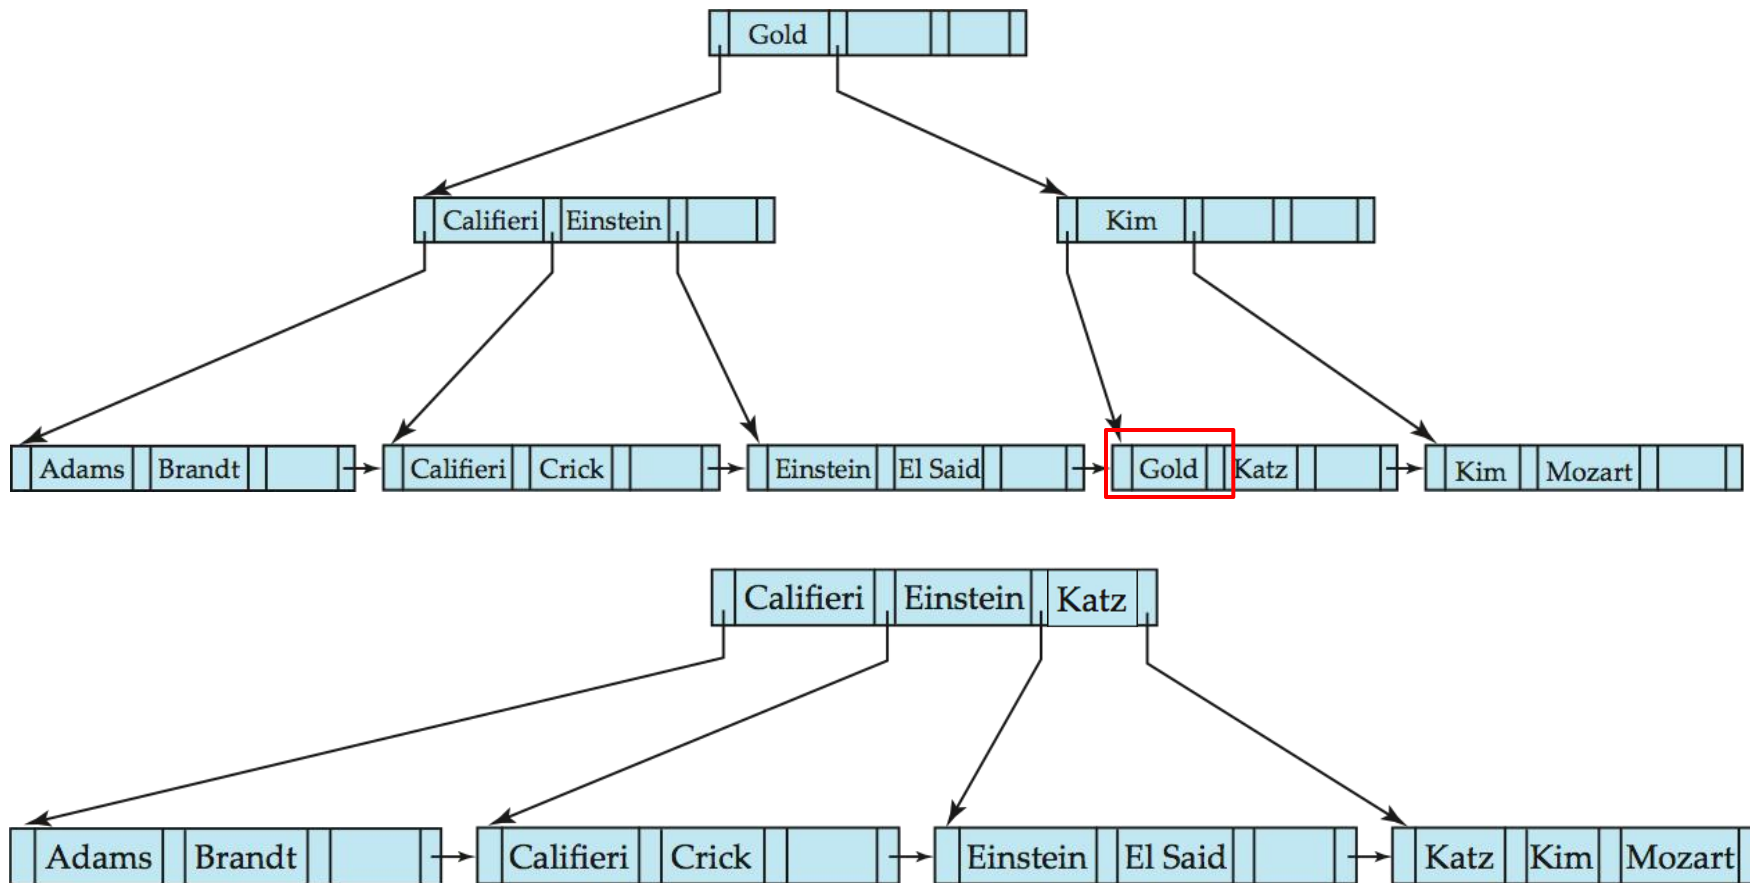 Gold
Califieri Einstein
Kim
Adams Brandt
Califieri Crick
Einstein El Said
Gold Katz
Kim Mozart
Califieri Einstein Katz
Adams Brandt
Califieri Crick
Einstein El Said
Katz Kim Mozart